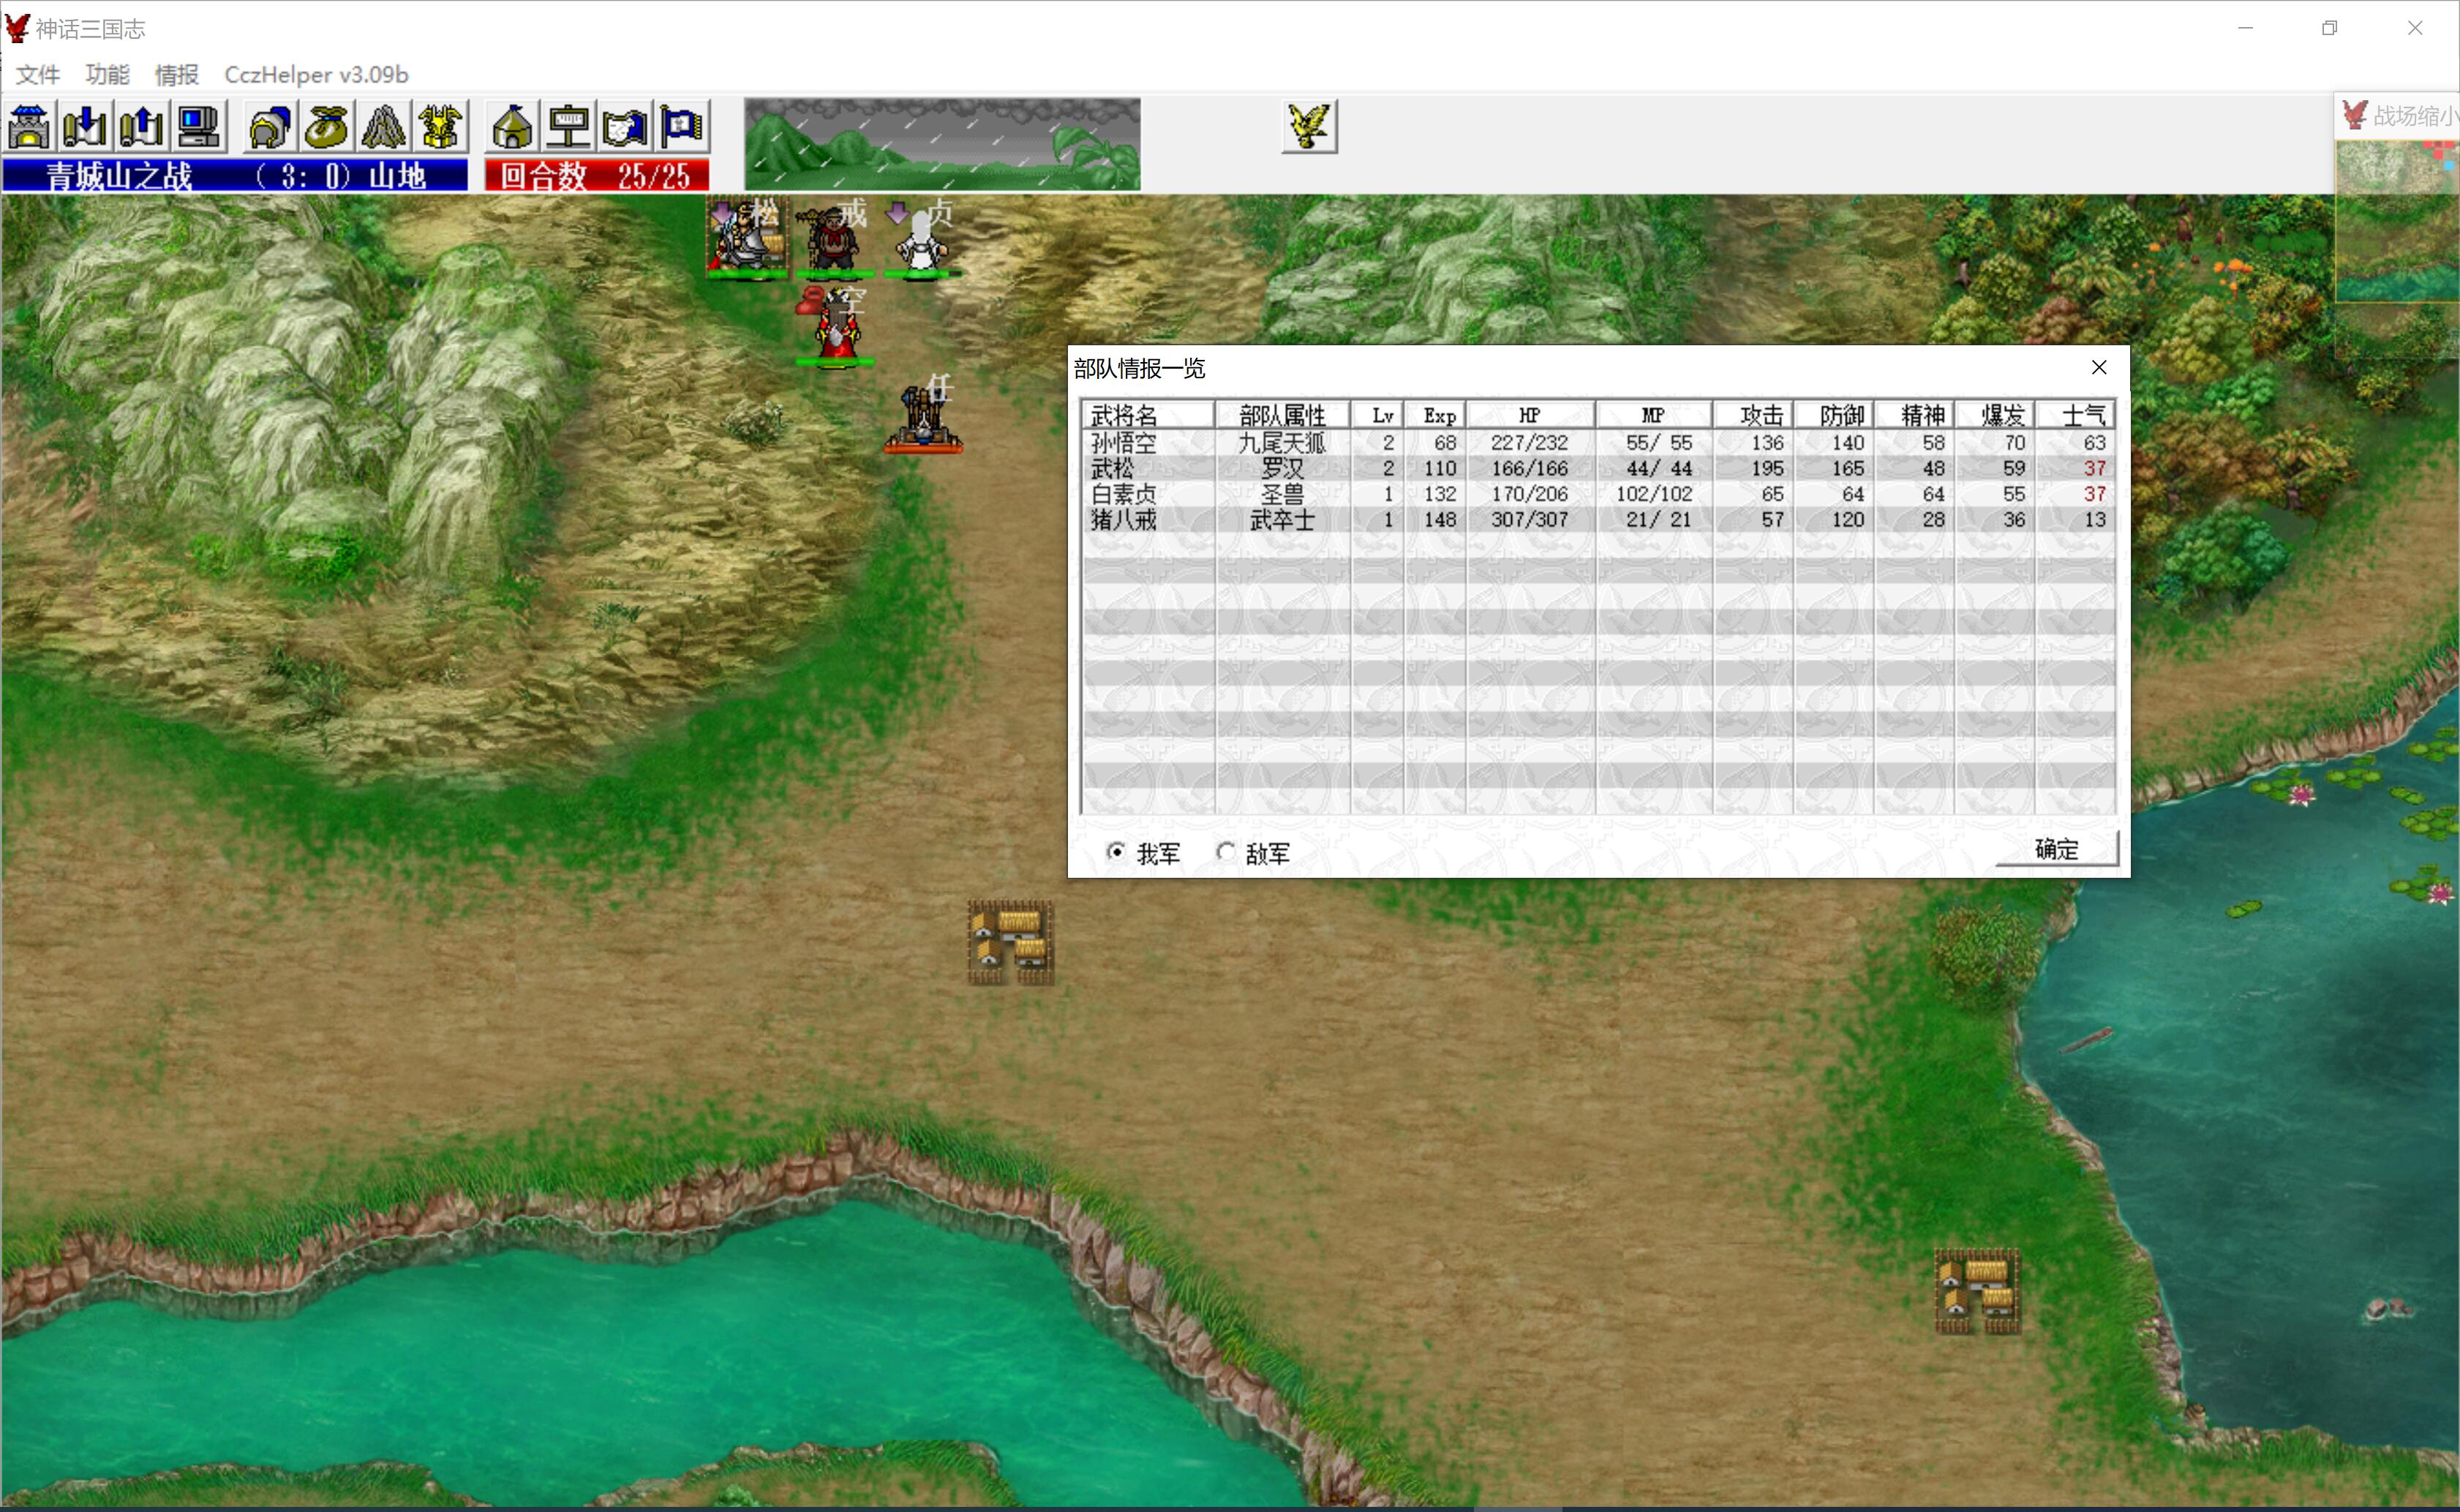 神话三国志
文件 功能 情报 CczHelper v3.09b
战场缩小
青城山之战 ( 3: 0) 山地 回合数 25/25
松 戒 贞
空
任
部队情报一览
武将名 部队属性 Lv Exp HP MP 攻击 防御 精神 爆发 士气
孙悟空 九尾天狐 2 68 227/232 55/ 55 136 140 58 70 63
武松 罗汉 2 110 166/166 44/ 44 195 165 48 59 37
白素贞 圣兽 1 132 170/206 102/102 65 64 64 55 37
猪八戒 武卒士 1 148 307/307 21/ 21 57 120 28 36 13
我军 敌军 确定